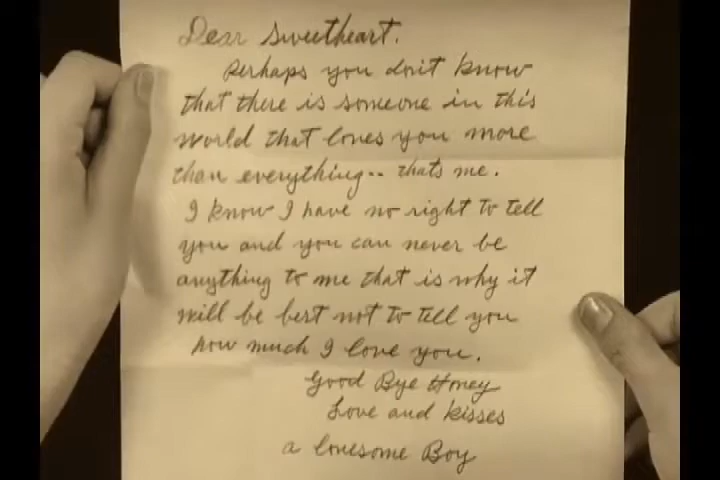 Dear Sweetheart.
Perhaps you don't know
that there is someone in this
world that loves you more
than everything.. thats me.
I know I have no right to tell
you and you can never be
anything to me that is why it
will be best not to tell you
how much I love you.
Good Bye Honey
Love and kisses
a lonesome Boy